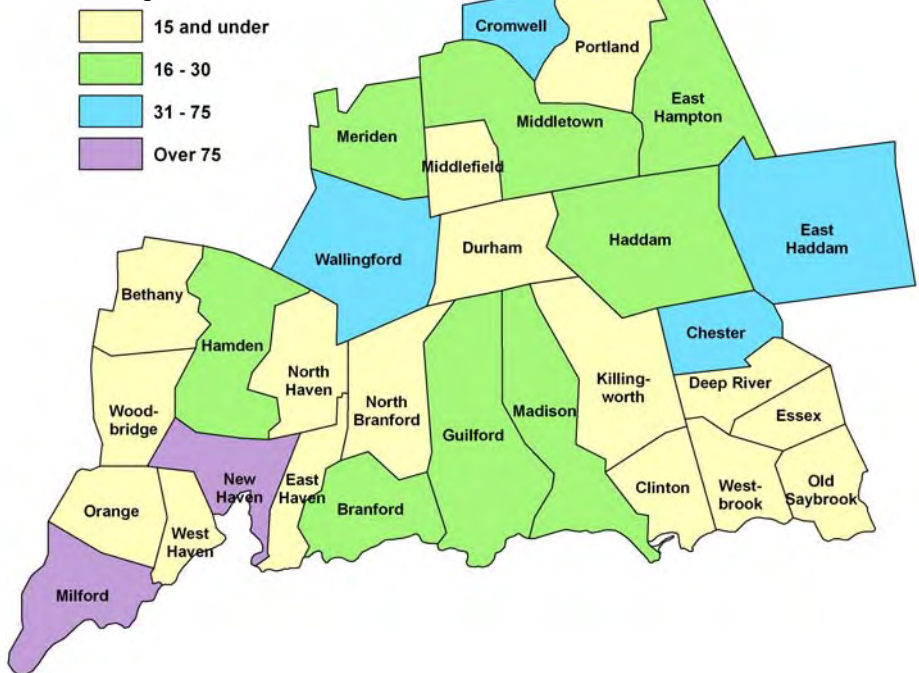 15 and under
16 - 30
31 - 75
Over 75
Cromwell
Portland
East
Hampton
Middletown
Meriden
Middlefield
Wallingford
Durham
Haddam
East
Haddam
Bethany
Hamden
North
Haven
Wood-
bridge
North
Branford
Guilford
Madison
Killing-
worth
Chester
Deep River
Essex
Orange
West
Haven
New
Haven
East
Haven
Branford
Clinton
West-
brook
Old
Saybrook
Milford